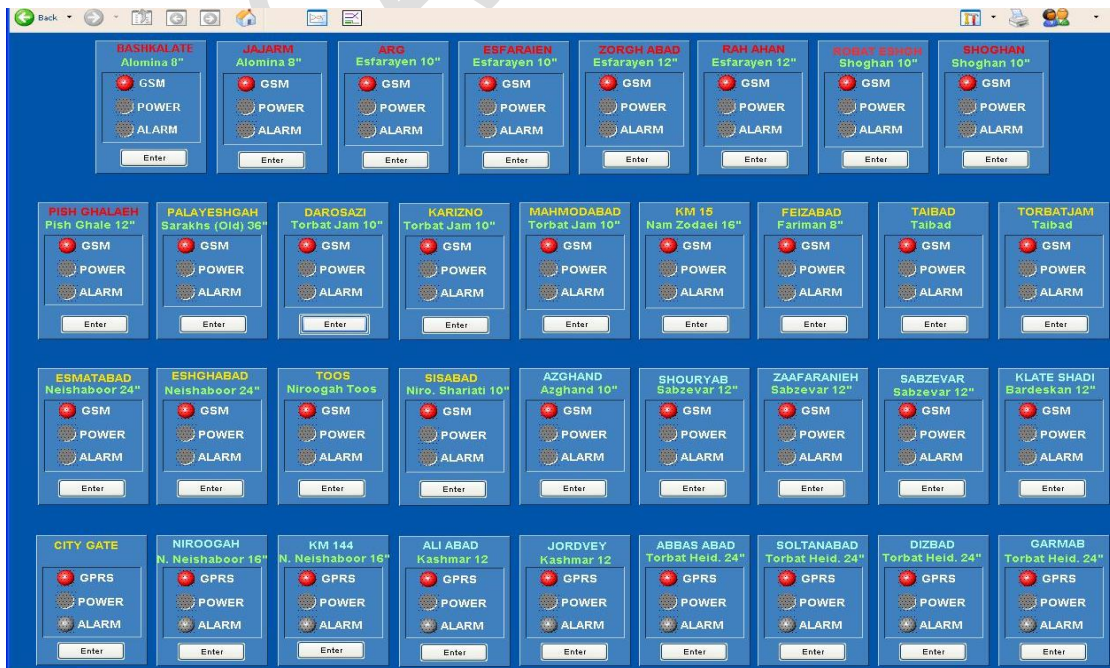 Back
BASHKALATE JAJARM ARG ESFARAIEN ZORGH ABAD RAH AHAN ROBAT ESHGH SHOGHAN
Alomina 8" Alomina 8" Esfarayen 10" Esfarayen 10" Esfarayen 12" Esfarayen 12" Shoghan 10" Shoghan 10"
GSM GSM GSM GSM GSM GSM GSM GSM
POWER POWER POWER POWER POWER POWER POWER POWER
ALARM ALARM ALARM ALARM ALARM ALARM ALARM ALARM
Enter Enter Enter Enter Enter Enter Enter Enter
PISH GHALAEH PALAYESHGAH DAROSAZI KARIZNO MAHMODABAD KM 15 FEIZABAD TAIBAD TORBATJAM
Pish Ghale 12" Sarakhs (Old) 36" Torbat Jam 10" Torbat Jam 10" Torbat Jam 10" Nam Zodaei 16" Fariman 8" Taibad Taibad
GSM GSM GSM GSM GSM GSM GSM GSM GSM
POWER POWER POWER POWER POWER POWER POWER POWER POWER
ALARM ALARM ALARM ALARM ALARM ALARM ALARM ALARM ALARM
Enter Enter Enter Enter Enter Enter Enter Enter Enter
ESMATABAD ESHGHABAD TOOS SISABAD AZGHAND SHOURYAB ZAAFARANIEH SABZEVAR KLATE SHADI
Neishaboor 24" Neishaboor 24" Niroogah Toos Niro. Shariati 10" Azghand 10" Sabzevar 12" Sabzevar 12" Sabzevar 12" Bardeskan 12"
GSM GSM GSM GSM GSM GSM GSM GSM GSM
POWER POWER POWER POWER POWER POWER POWER POWER POWER
ALARM ALARM ALARM ALARM ALARM ALARM ALARM ALARM ALARM
Enter Enter Enter Enter Enter Enter Enter Enter Enter
CITY GATE NIROOGAH KM 144 ALI ABAD JORDVEY ABBAS ABAD SOLTANABAD DIZBAD GARMAB
N. Neishaboor 16" N. Neishaboor 16" Kashmar 12 Kashmar 12 Torbat Heid. 24" Torbat Heid. 24" Torbat Heid. 24" Torbat Heid. 24"
GPRS GPRS GPRS GPRS GPRS GPRS GPRS GPRS GPRS
POWER POWER POWER POWER POWER POWER POWER POWER POWER
ALARM ALARM ALARM ALARM ALARM ALARM ALARM ALARM ALARM
Enter Enter Enter Enter Enter Enter Enter Enter Enter